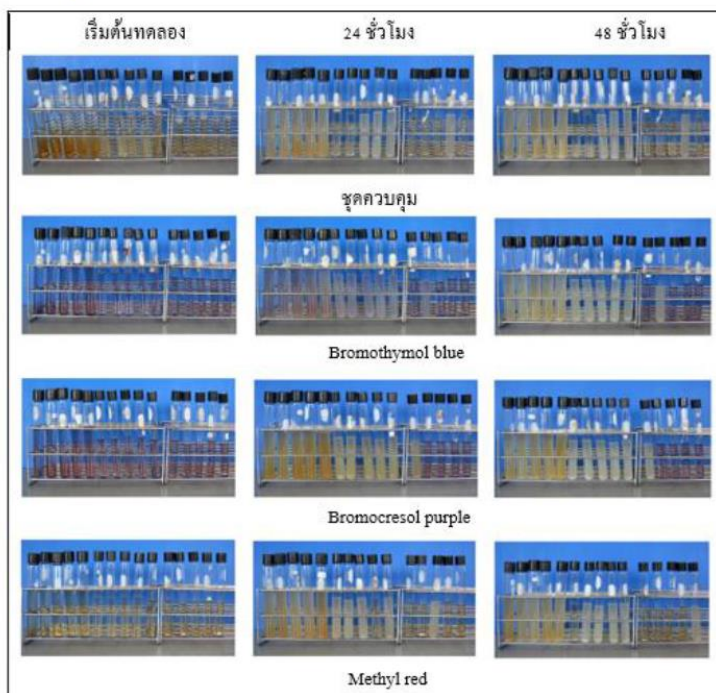 เริ่มต้นทดลอง 24 ชั่วโมง 48 ชั่วโมง
ชุดควบคุม
Bromothymol blue
Bromocresol purple
Methyl red